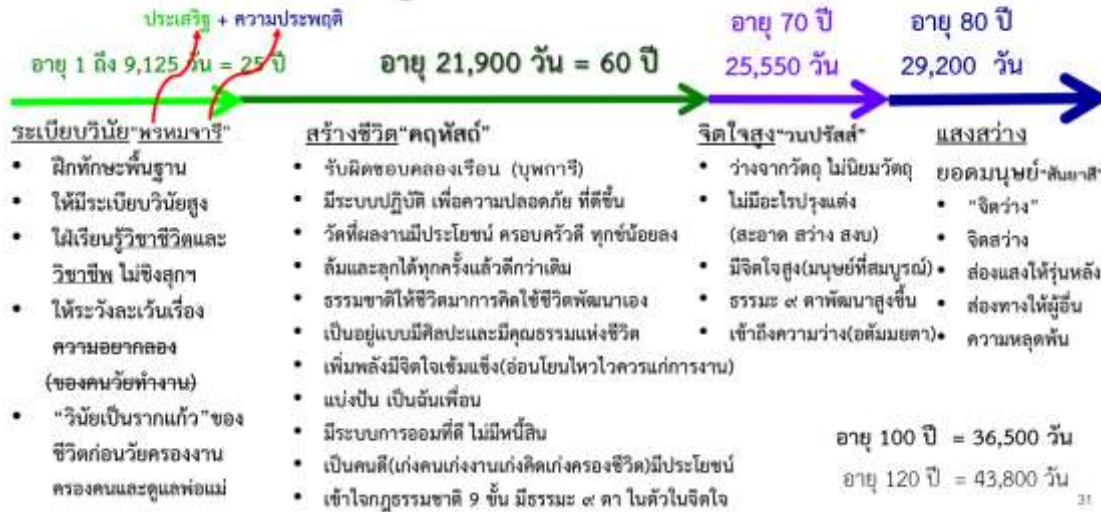 ประเสริฐ + ความประพฤติ
อายุ 1 ถึง 9,125 วัน = 25 ปี
อายุ 21,900 วัน = 60 ปี
อายุ 70 ปี
25,550 วัน
อายุ 80 ปี
29,200 วัน
ระเบียบวินัย"พรหมจารี"
• ฝึกทักษะพื้นฐาน
• ให้มีระเบียบวินัยสูง
• ใฝ่เรียนรู้วิชาชีวิตและ
วิชาชีพ ไม่ชิงสุกฯ
• ให้ระวังละเว้นเรื่อง
ความอยากลอง
(ของคนวัยทำงาน)
• "วินัยเป็นรากแก้ว"ของ
ชีวิตก่อนวัยครองงาน
ครองคนและดูแลพ่อแม่
สร้างชีวิต"คฤหัสถ์"
• รับผิดชอบคลองเรือน (บุพการี)
• มีระบบปฏิบัติ เพื่อความปลอดภัย ที่ดีขึ้น
• วัดที่ผลงานมีประโยชน์ ครอบครัวดี ทุกข์น้อยลง
• ล้มและลุกได้ทุกครั้งแล้วดีกว่าเดิม
• ธรรมชาติให้ชีวิตมาการคิดใช้ชีวิตพัฒนาเอง
• เป็นอยู่แบบมีศิลปะและมีคุณธรรมแห่งชีวิต
• เพิ่มพลังมีจิตใจเข้มแข็ง(อ่อนโยนไหวไวควรแก่การงาน)
• แบ่งปัน เป็นฉันเพื่อน
• มีระบบการออมที่ดี ไม่มีหนี้สิน
• เป็นคนดี(เก่งคนเก่งงานเก่งคิดเก่งครองชีวิต)มีประโยชน์
• เข้าใจกฎธรรมชาติ 9 ชั้น มีธรรมะ ๙ ตา ในตัวในจิตใจ
จิตใจสูง"วนปรัสถ์"
• ว่างจากวัตถุ ไม่นิยมวัตถุ
• ไม่มีอะไรปรุงแต่ง
(สะอาด สว่าง สงบ)
• มีจิตใจสูง(มนุษย์ที่สมบูรณ์)
• ธรรมะ ๙ ตาพัฒนาสูงขึ้น
• เข้าถึงความว่าง(อตัมมยตา)
แสงสว่าง
ยอดมนุษย์"สันยาสี"
• "จิตว่าง"
• จิตสว่าง
• ส่องแสงให้รุ่นหลัง
• ส่องทางให้ผู้อื่น
• ความหลุดพ้น
อายุ 100 ปี = 36,500 วัน
อายุ 120 ปี = 43,800 วัน
31